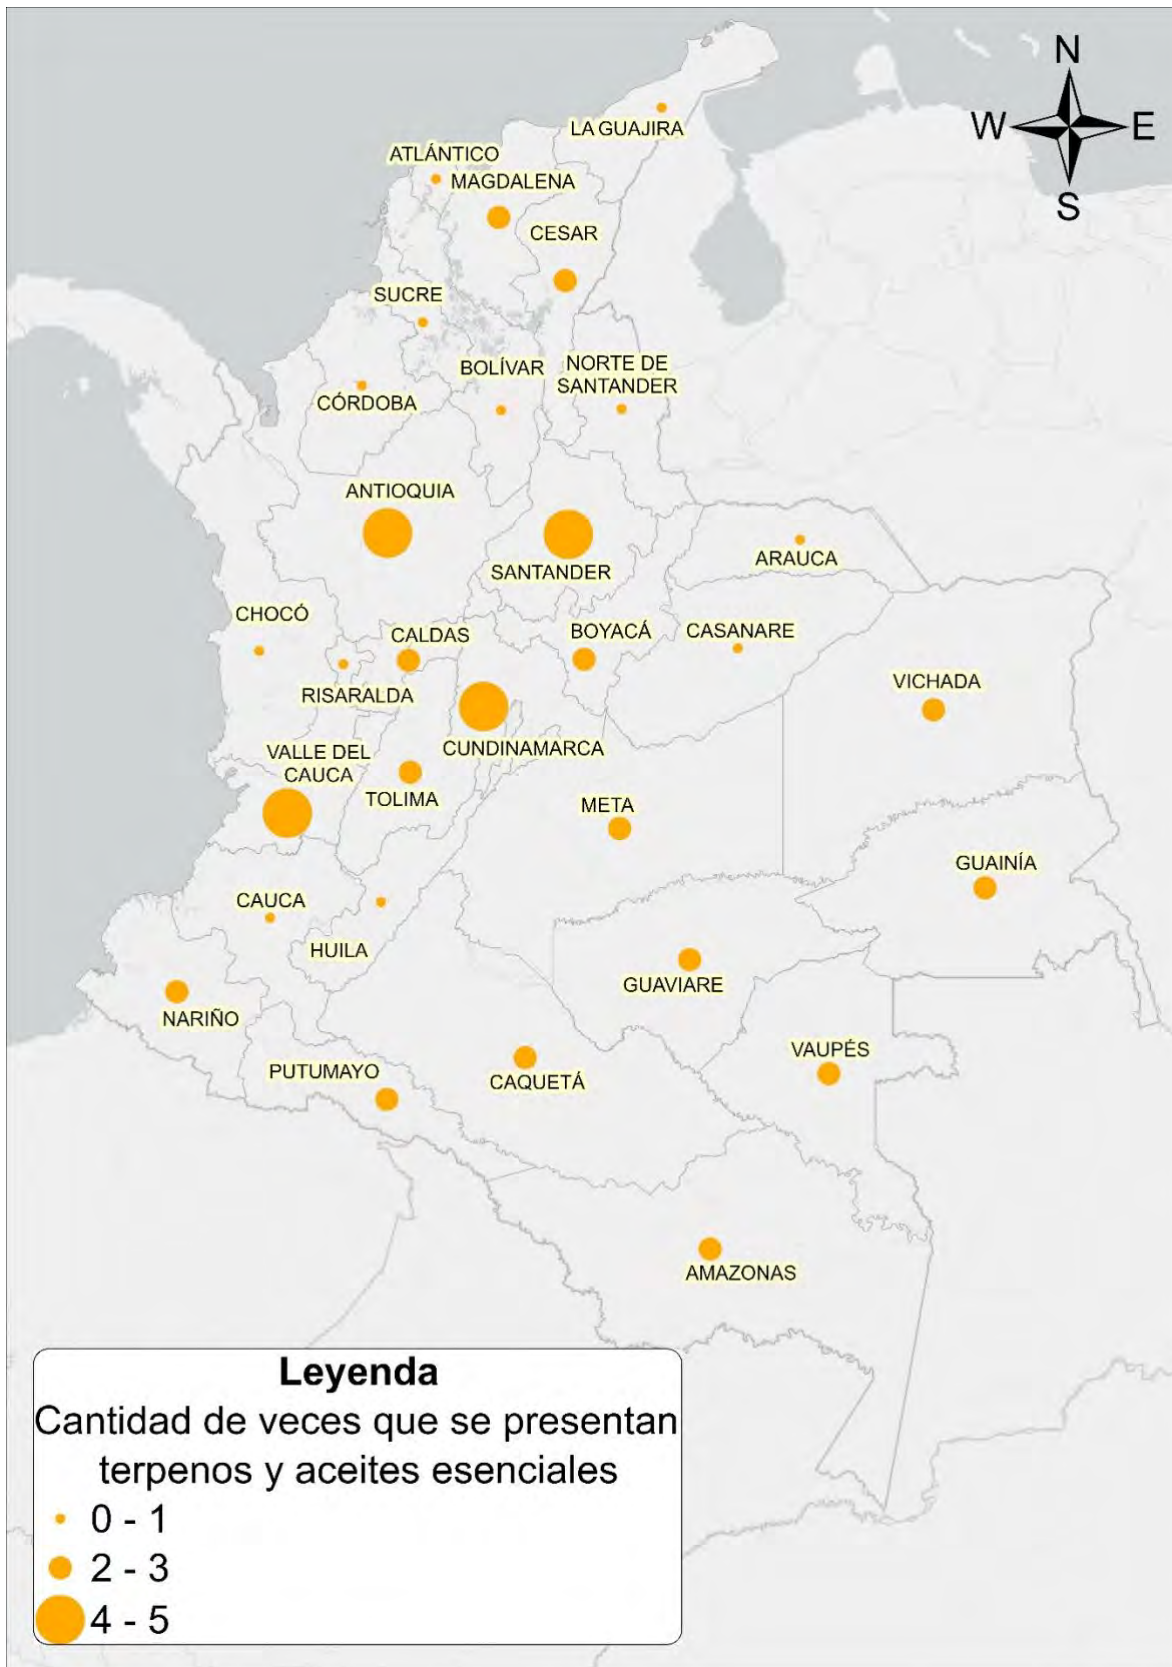 N
W
E
S
LA GUAJIRA
ATLÁNTICO
MAGDALENA
CESAR
SUCRE
BOLÍVAR
NORTE DE
SANTANDER
CÓRDOBA
ANTIOQUIA
SANTANDER
ARAUCA
CHOCÓ
CALDAS
BOYACÁ
CASANARE
RISARALDA
VICHADA
CUNDINAMARCA
VALLE DEL
CAUCA
TOLIMA
META
GUAINÍA
CAUCA
HUILA
GUAVIARE
NARIÑO
VAUPÉS
PUTUMAYO
CAQUETÁ
AMAZONAS
Leyenda
Cantidad de veces que se presentan
terpenos y aceites esenciales
0 - 1
2 - 3
4 - 5